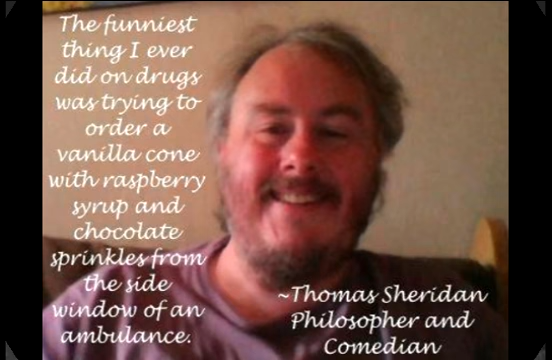 The funniest
thing I ever
did on drugs
was trying to
order a
vanilla cone
with raspberry
syrup and
chocolate
sprinkles from
the side
window of an
ambulance.
~Thomas Sheridan
Philosopher and
Comedian